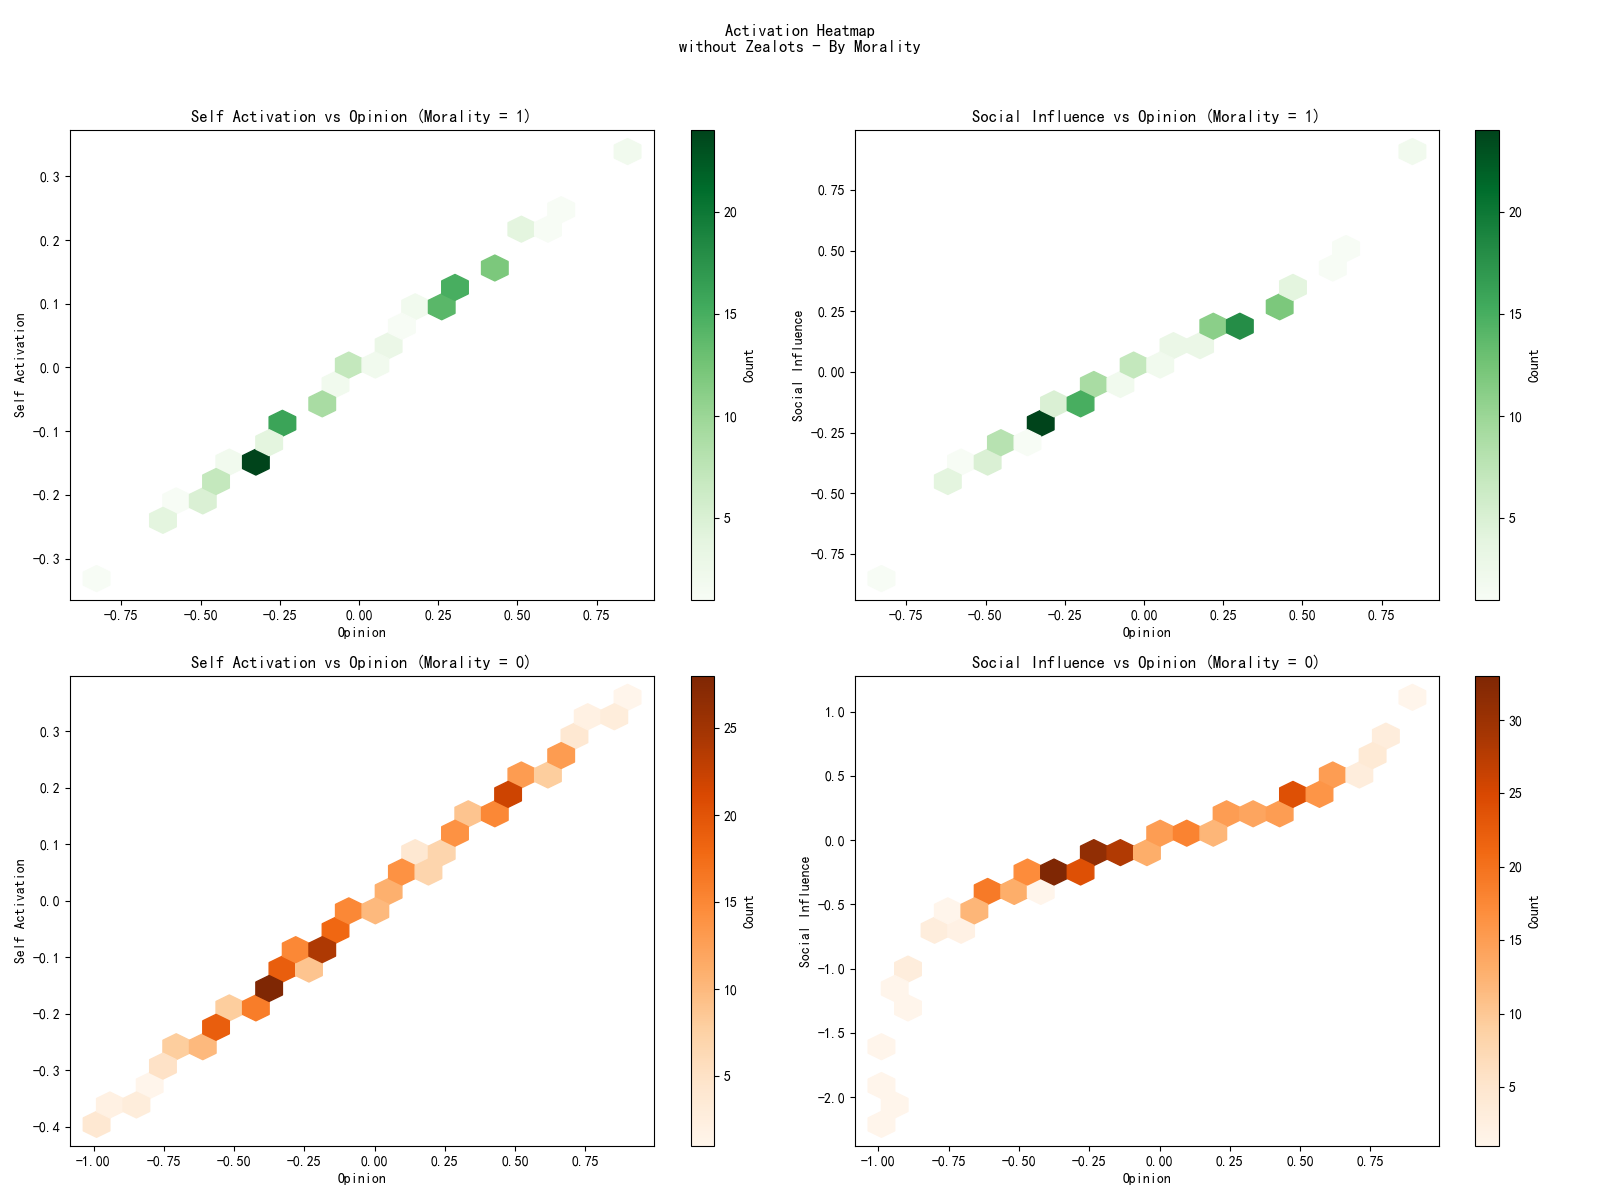 Activation Heatmap
without Zealots - By Morality
Self Activation vs Opinion (Morality = 1)
0.3
0.2
0.1
0.0
−0.1
−0.2
−0.3
Self Activation
−0.75 −0.50 −0.25 0.00 0.25 0.50 0.75
Opinion
20
15
10
5
Count
Social Influence vs Opinion (Morality = 1)
0.75
0.50
0.25
0.00
−0.25
−0.50
−0.75
Social Influence
−0.75 −0.50 −0.25 0.00 0.25 0.50 0.75
Opinion
20
15
10
5
Count
Self Activation vs Opinion (Morality = 0)
0.3
0.2
0.1
0.0
−0.1
−0.2
−0.3
−0.4
Self Activation
−1.00 −0.75 −0.50 −0.25 0.00 0.25 0.50 0.75
Opinion
25
20
15
10
5
Count
Social Influence vs Opinion (Morality = 0)
1.0
0.5
0.0
−0.5
−1.0
−1.5
−2.0
Social Influence
−1.00 −0.75 −0.50 −0.25 0.00 0.25 0.50 0.75
Opinion
30
25
20
15
10
5
Count